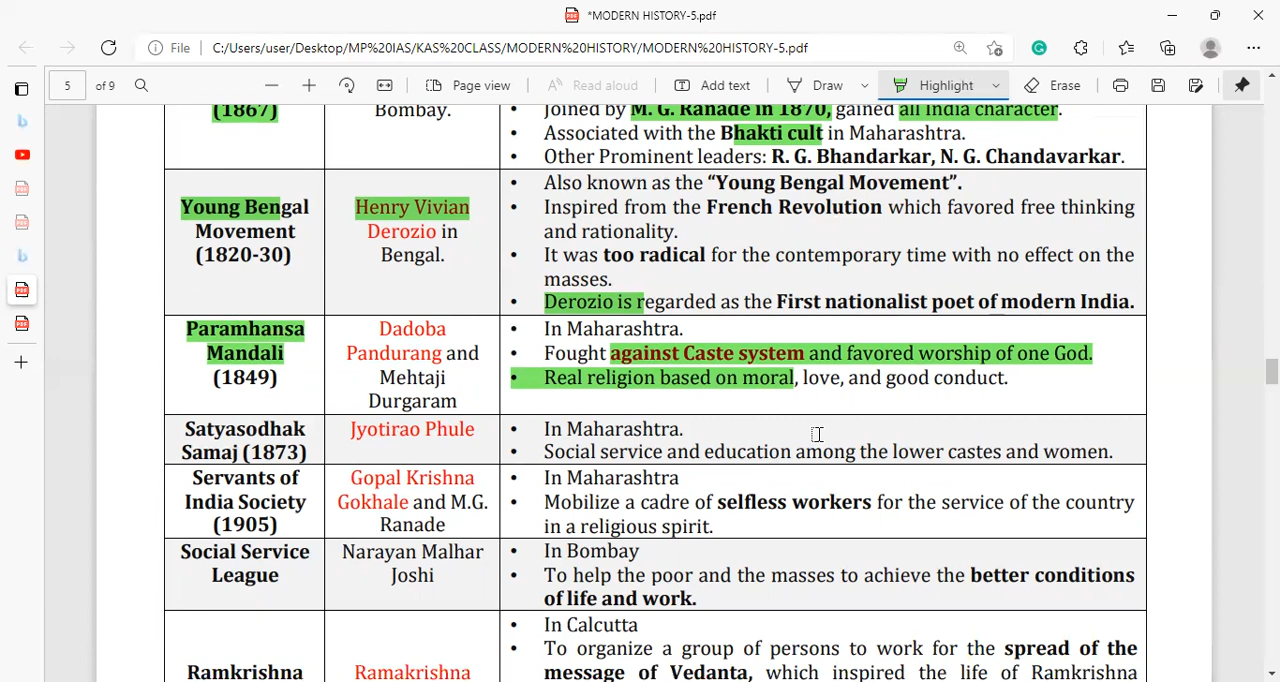 *MODERN HISTORY-5.pdf
File
C:/Users/user/Desktop/MP%20IAS/KAS%20CLASS/MODERN%20HISTORY/MODERN%20HISTORY-5.pdf
5 of 9
Page view
Read aloud
Add text
Draw
Highlight
Erase
(1867)
Bombay.
• Joined by M. G. Ranade in 1870, gained all India character.
• Associated with the Bhakti cult in Maharashtra.
• Other Prominent leaders: R. G. Bhandarkar, N. G. Chandavarkar.
Young Bengal
Movement
(1820-30)
Henry Vivian
Derozio in
Bengal.
• Also known as the “Young Bengal Movement”.
• Inspired from the French Revolution which favored free thinking
and rationality.
• It was too radical for the contemporary time with no effect on the
masses.
• Derozio is regarded as the First nationalist poet of modern India.
Paramhansa
Mandali
(1849)
Dadoba
Pandurang and
Mehtaji
Durgaram
• In Maharashtra.
• Fought against Caste system and favored worship of one God.
• Real religion based on moral, love, and good conduct.
Satyasodhak
Samaj (1873)
Jyotirao Phule
• In Maharashtra.
• Social service and education among the lower castes and women.
Servants of
India Society
(1905)
Gopal Krishna
Gokhale and M.G.
Ranade
• In Maharashtra
• Mobilize a cadre of selfless workers for the service of the country
in a religious spirit.
Social Service
League
Narayan Malhar
Joshi
• In Bombay
• To help the poor and the masses to achieve the better conditions
of life and work.
Ramkrishna
Ramakrishna
• In Calcutta
• To organize a group of persons to work for the spread of the
message of Vedanta, which inspired the life of Ramkrishna